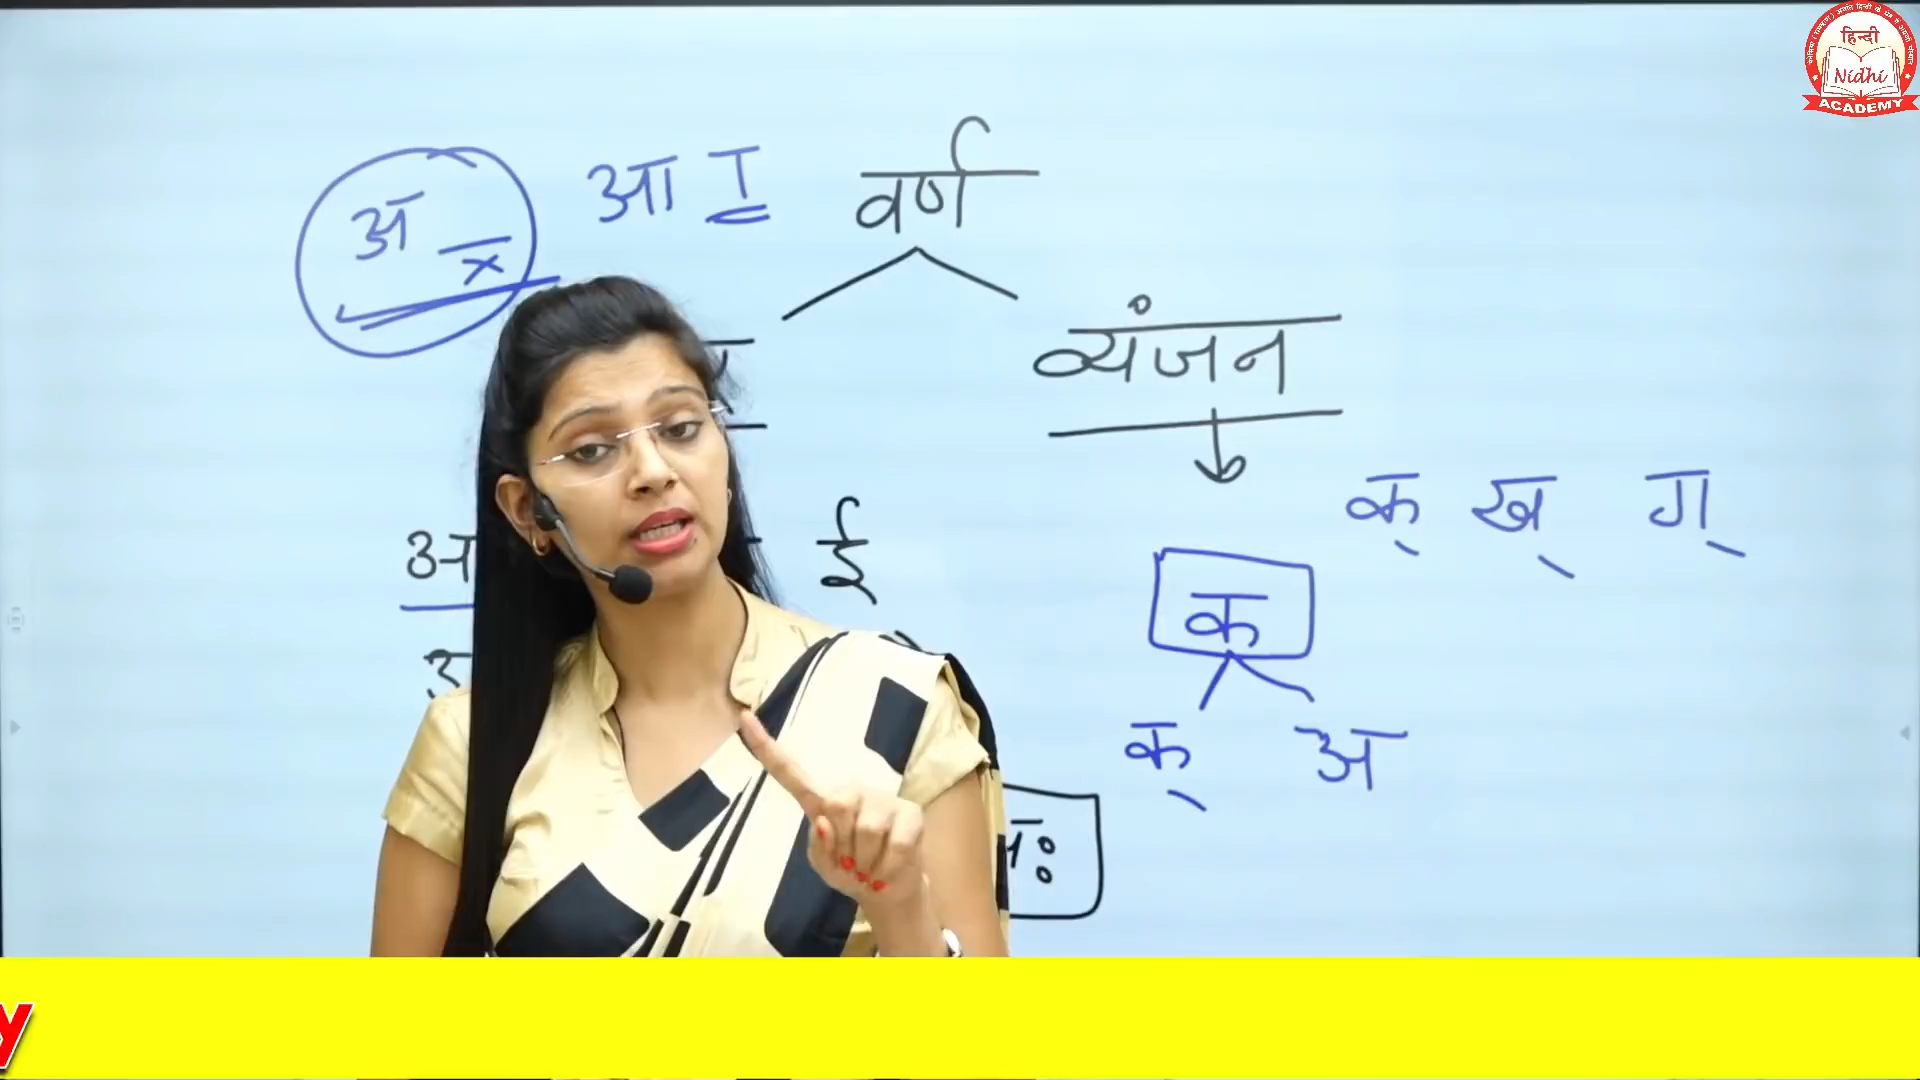 हिन्दी
Nidhi
ACADEMY
अ x आ ा वर्ण
व्यंजन
क् ख् ग्
ई
क
क् अ
y